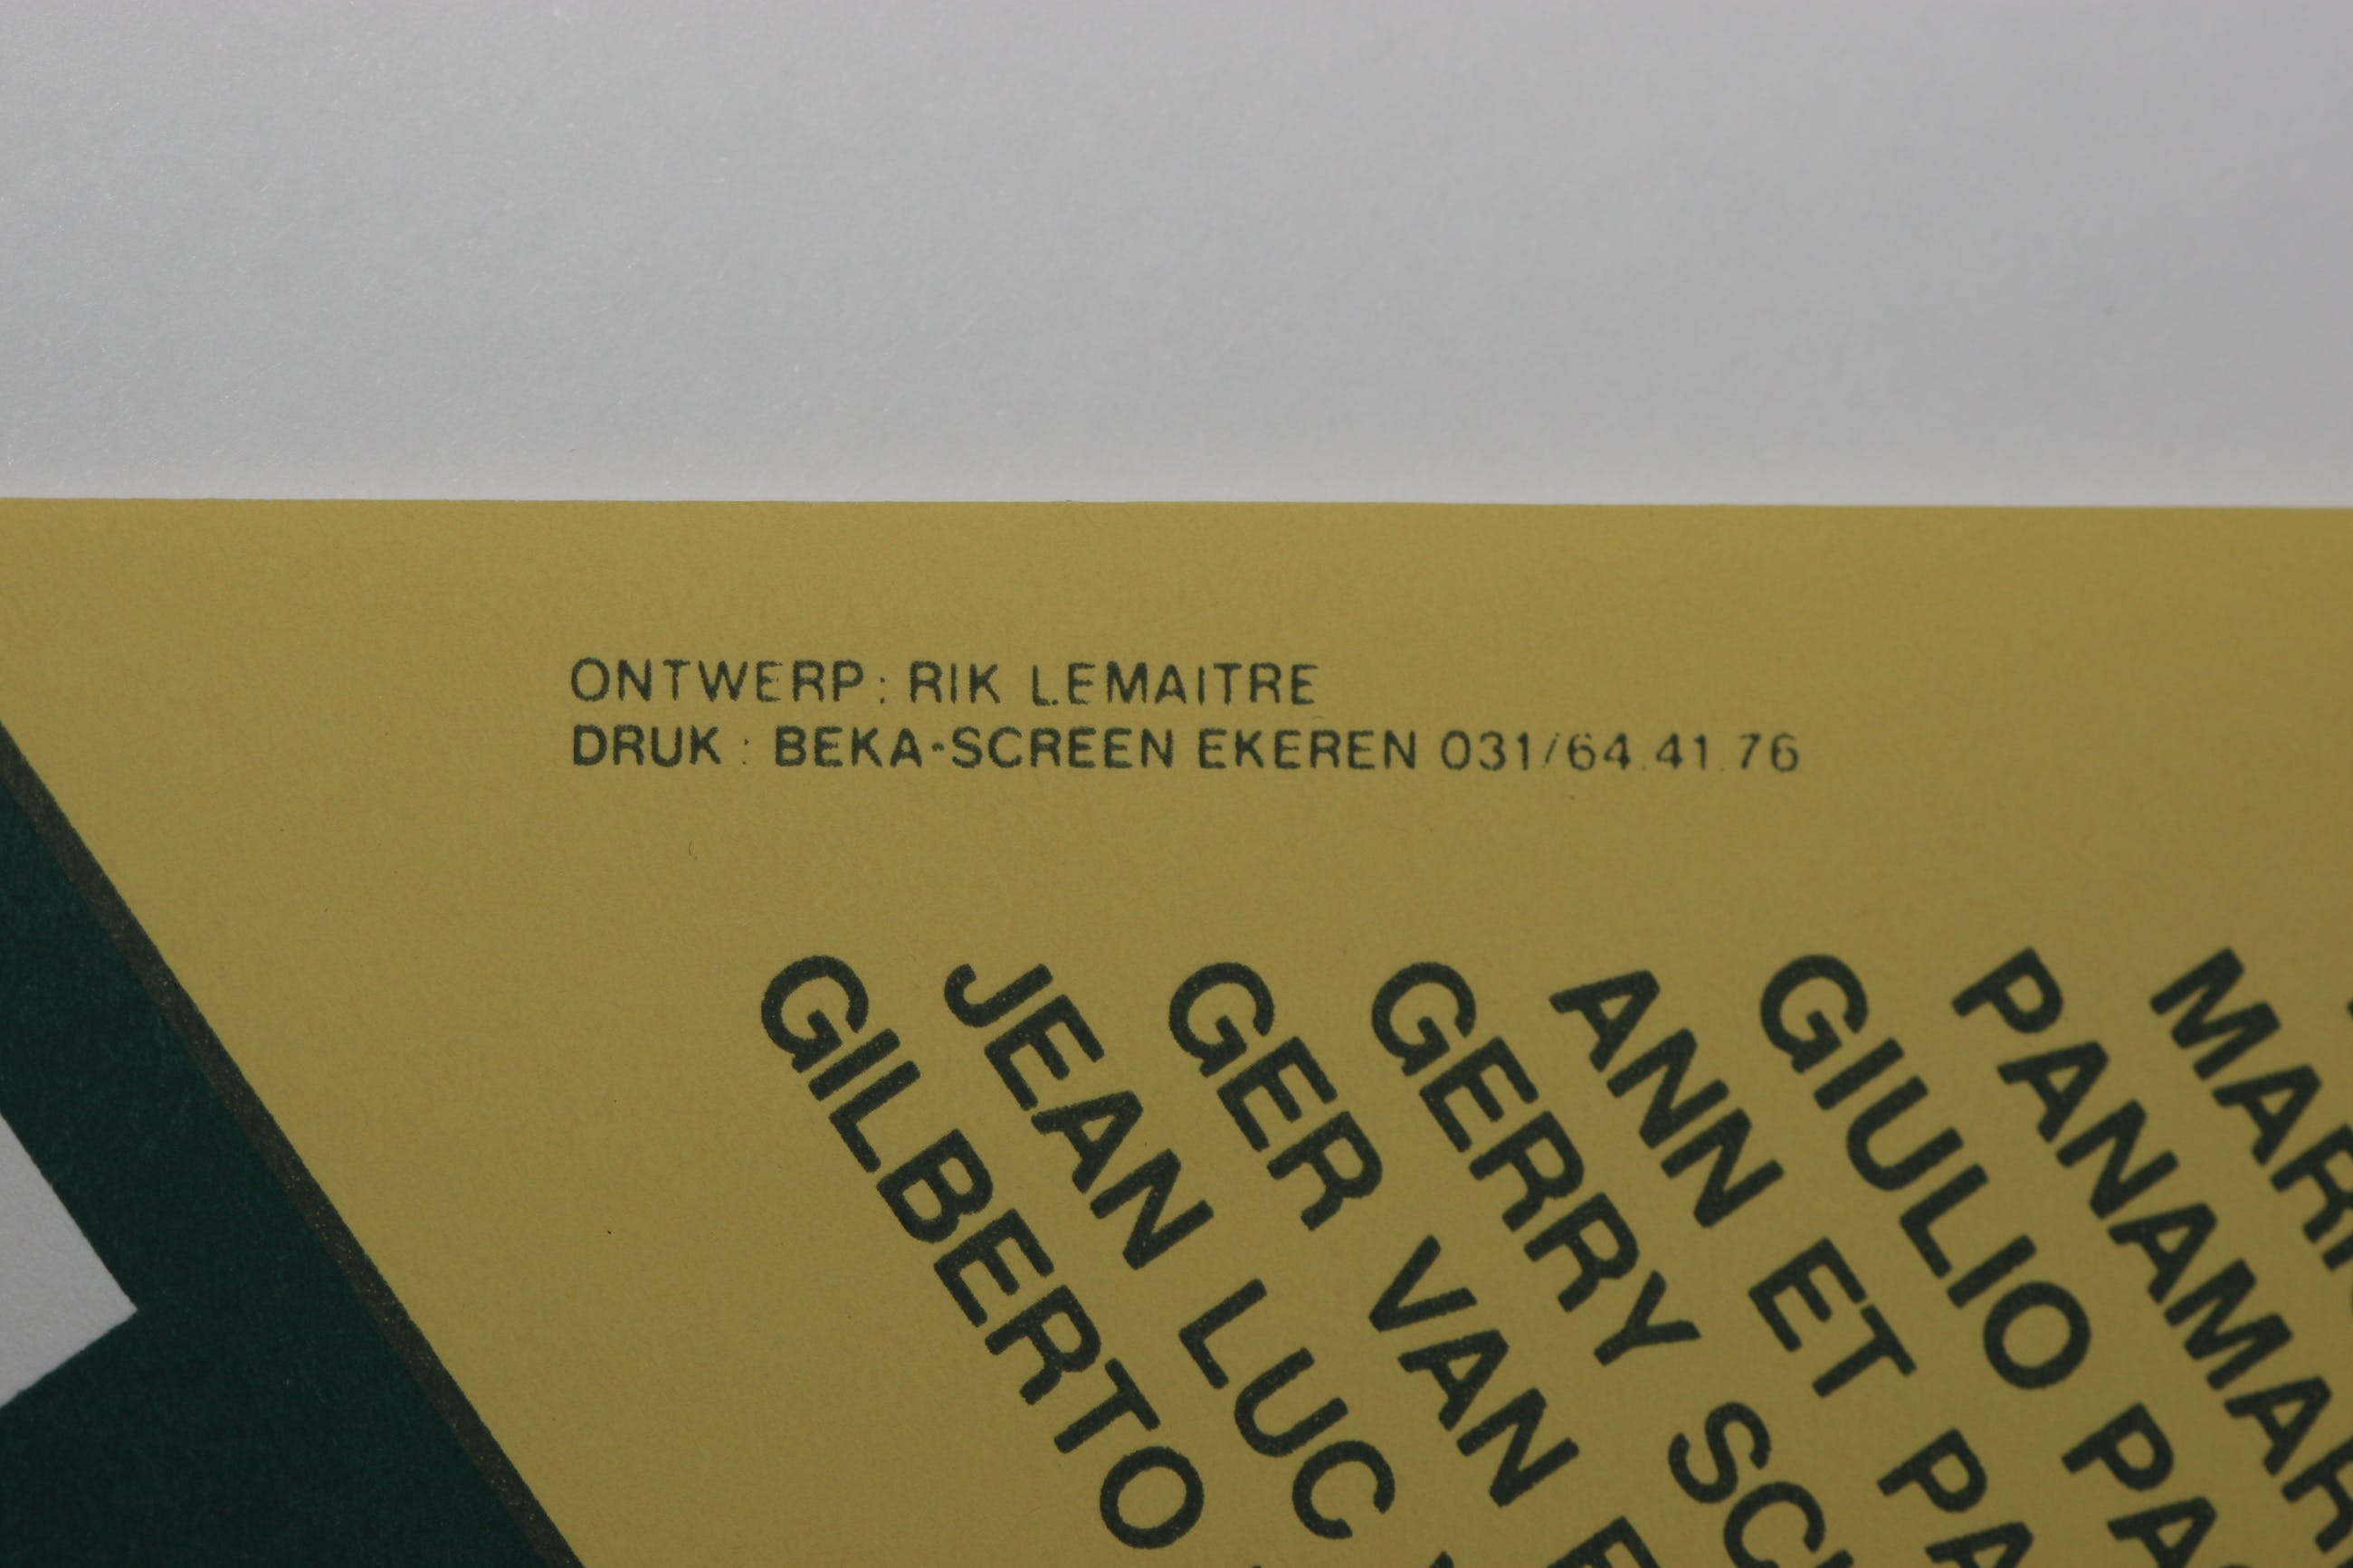 ONTWERP: RIK LEMAITRE
DRUK : BEKA-SCREEN EKEREN 031/64.41.76
GILBERTO
JEAN LUC
GER VAN
GERRY
ANN ET
GIULIO